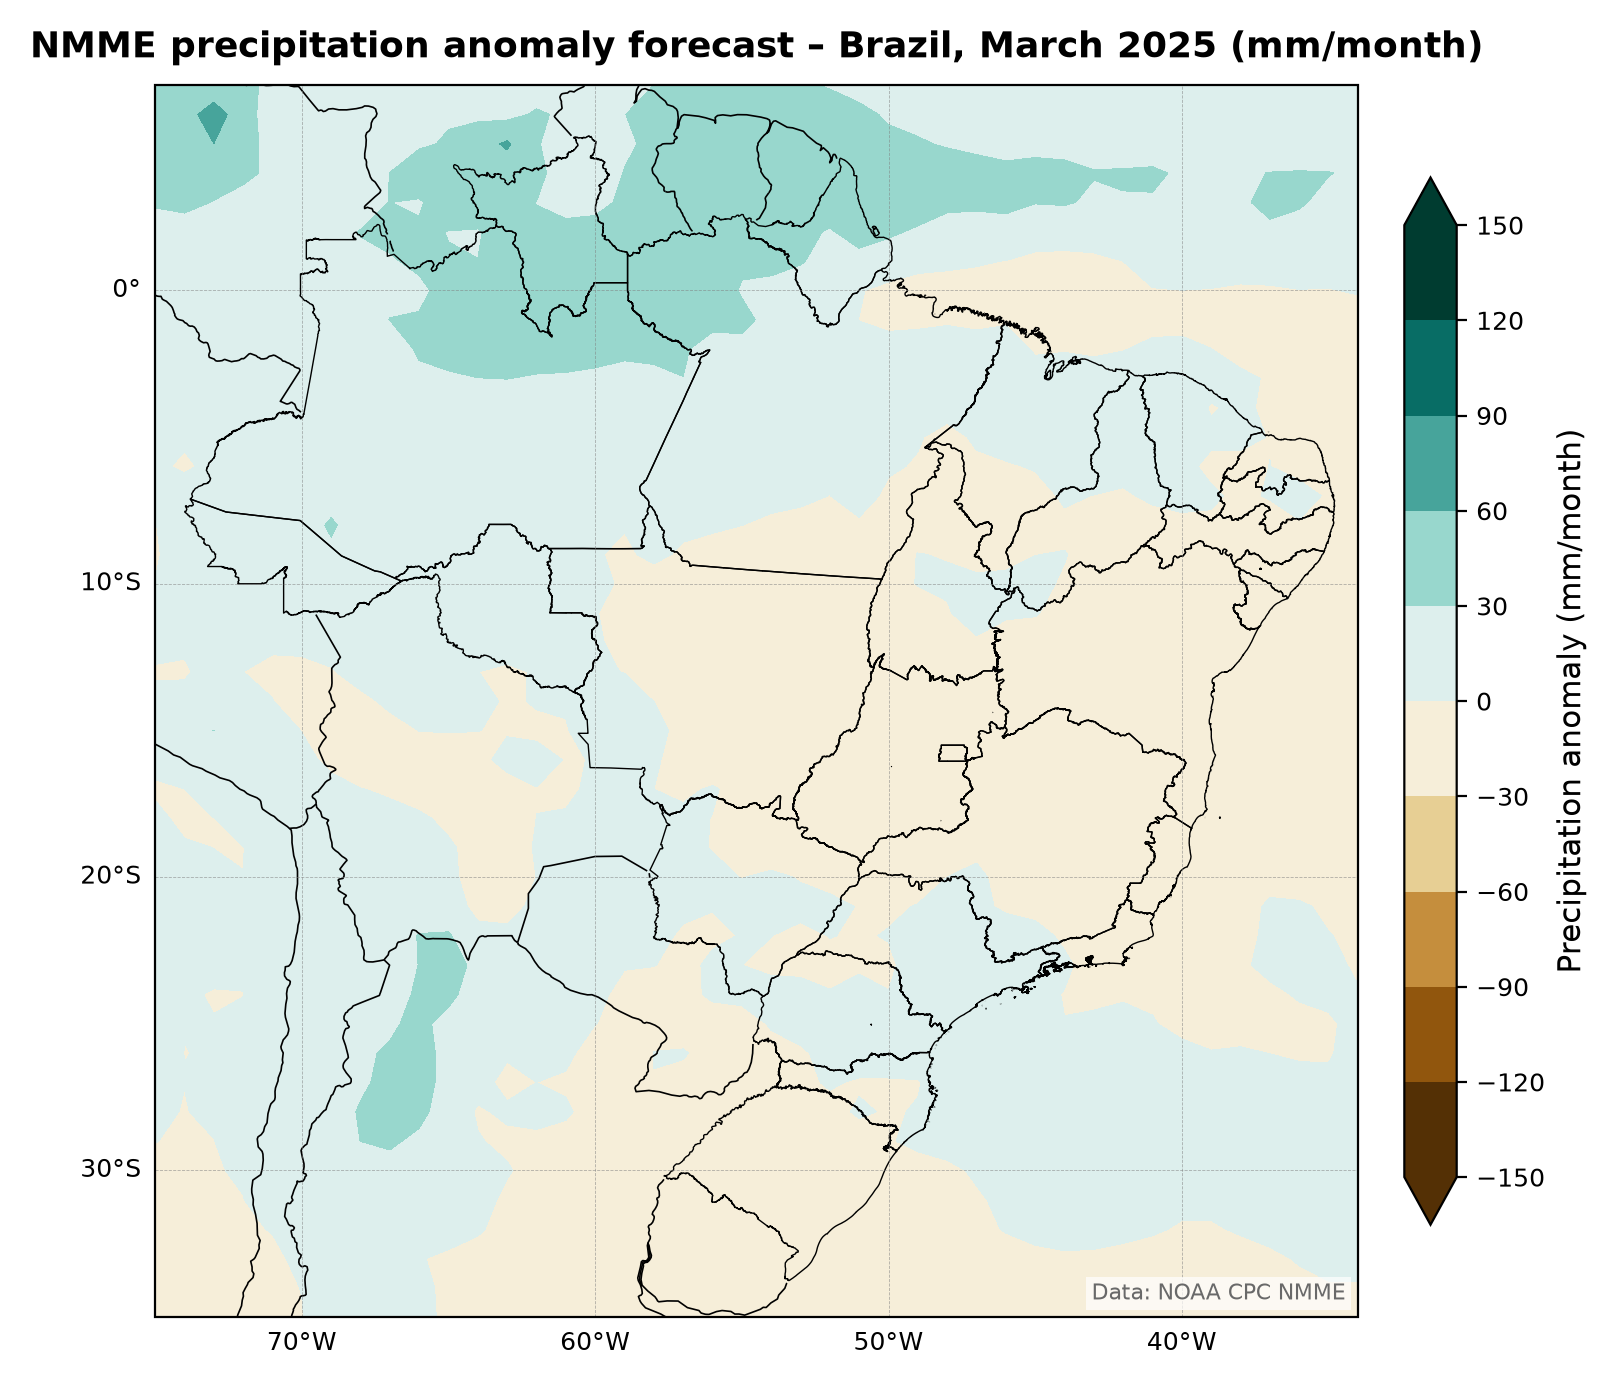 NMME precipitation anomaly forecast – Brazil, March 2025 (mm/month)
0°
10°S
20°S
30°S
70°W
60°W
50°W
40°W
150
120
90
60
30
0
−30
−60
−90
−120
−150
Precipitation anomaly (mm/month)
Data: NOAA CPC NMME